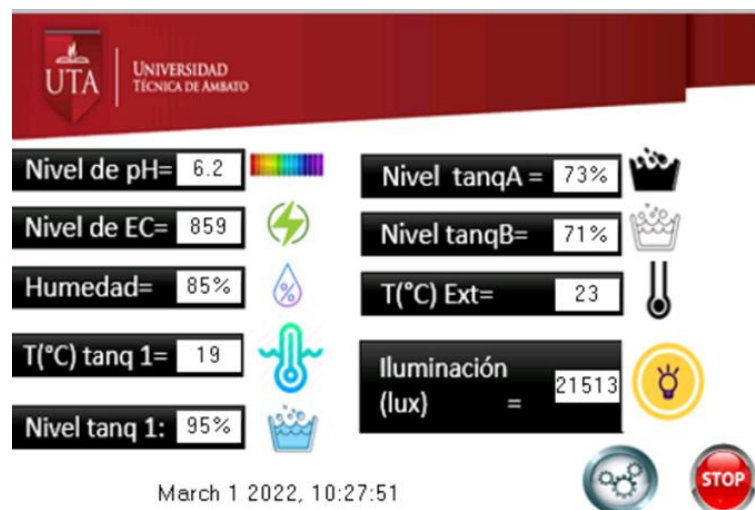 UTA
UNIVERSIDAD
TÉCNICA DE AMBATO
Nivel de pH= 6.2
Nivel de EC= 859
Humedad= 85%
%
T(°C) tanq 1= 19
Nivel tanq 1: 95%
Nivel tanqA = 73%
Nivel tanqB= 71%
T(°C) Ext= 23
Iluminación
(lux) = 21513
March 1 2022, 10:27:51
STOP